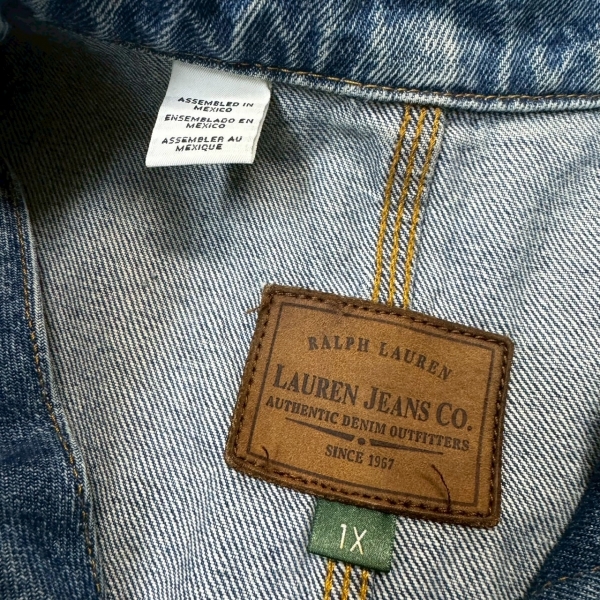 ASSEMBLED IN
MEXICO
ENSEMBLADO EN
MEXICO
ASSEMBLER AU
MEXIQUE
RALPH LAUREN
LAUREN JEANS CO.
AUTHENTIC DENIM OUTFITTERS
SINCE 1967
1X